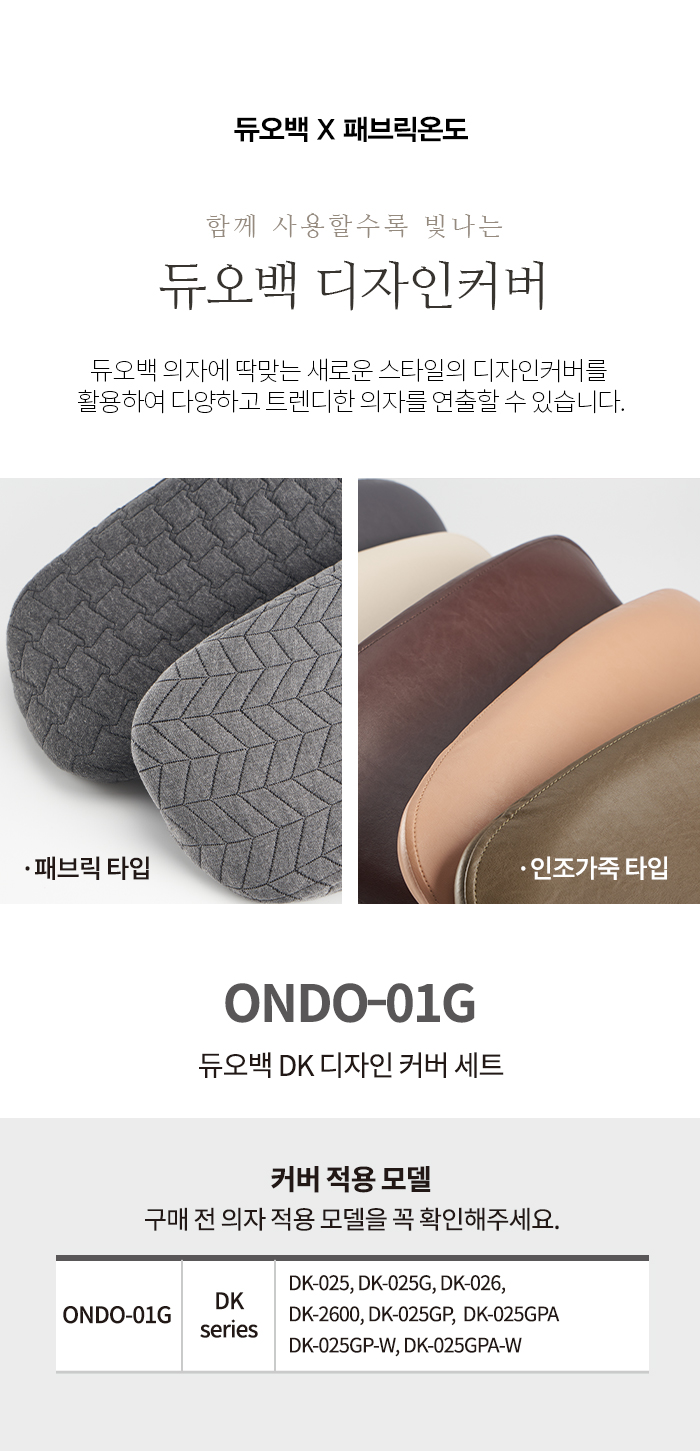 듀오백 X 패브릭온도
함께 사용할수록 빛나는
듀오백 디자인커버
듀오백 의자에 딱맞는 새로운 스타일의 디자인커버를
활용하여 다양하고 트렌디한 의자를 연출할 수 있습니다.
· 패브릭 타입
· 인조가죽 타입
ONDO-01G
듀오백 DK 디자인 커버 세트
커버 적용 모델
구매 전 의자 적용 모델을 꼭 확인해주세요.
ONDO-01G
DK
series
DK-025, DK-025G, DK-026,
DK-2600, DK-025GP, DK-025GPA
DK-025GP-W, DK-025GPA-W